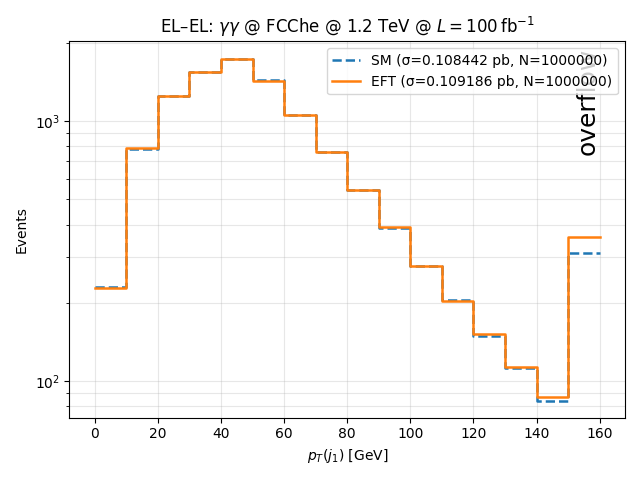 EL–EL: γγ @ FCChe @ 1.2 TeV @ L = 100 fb⁻¹
SM (σ=0.108442 pb, N=1000000)
EFT (σ=0.109186 pb, N=1000000)
overflow
10³
10²
Events
0 20 40 60 80 100 120 140 160
p_T(j₁) [GeV]